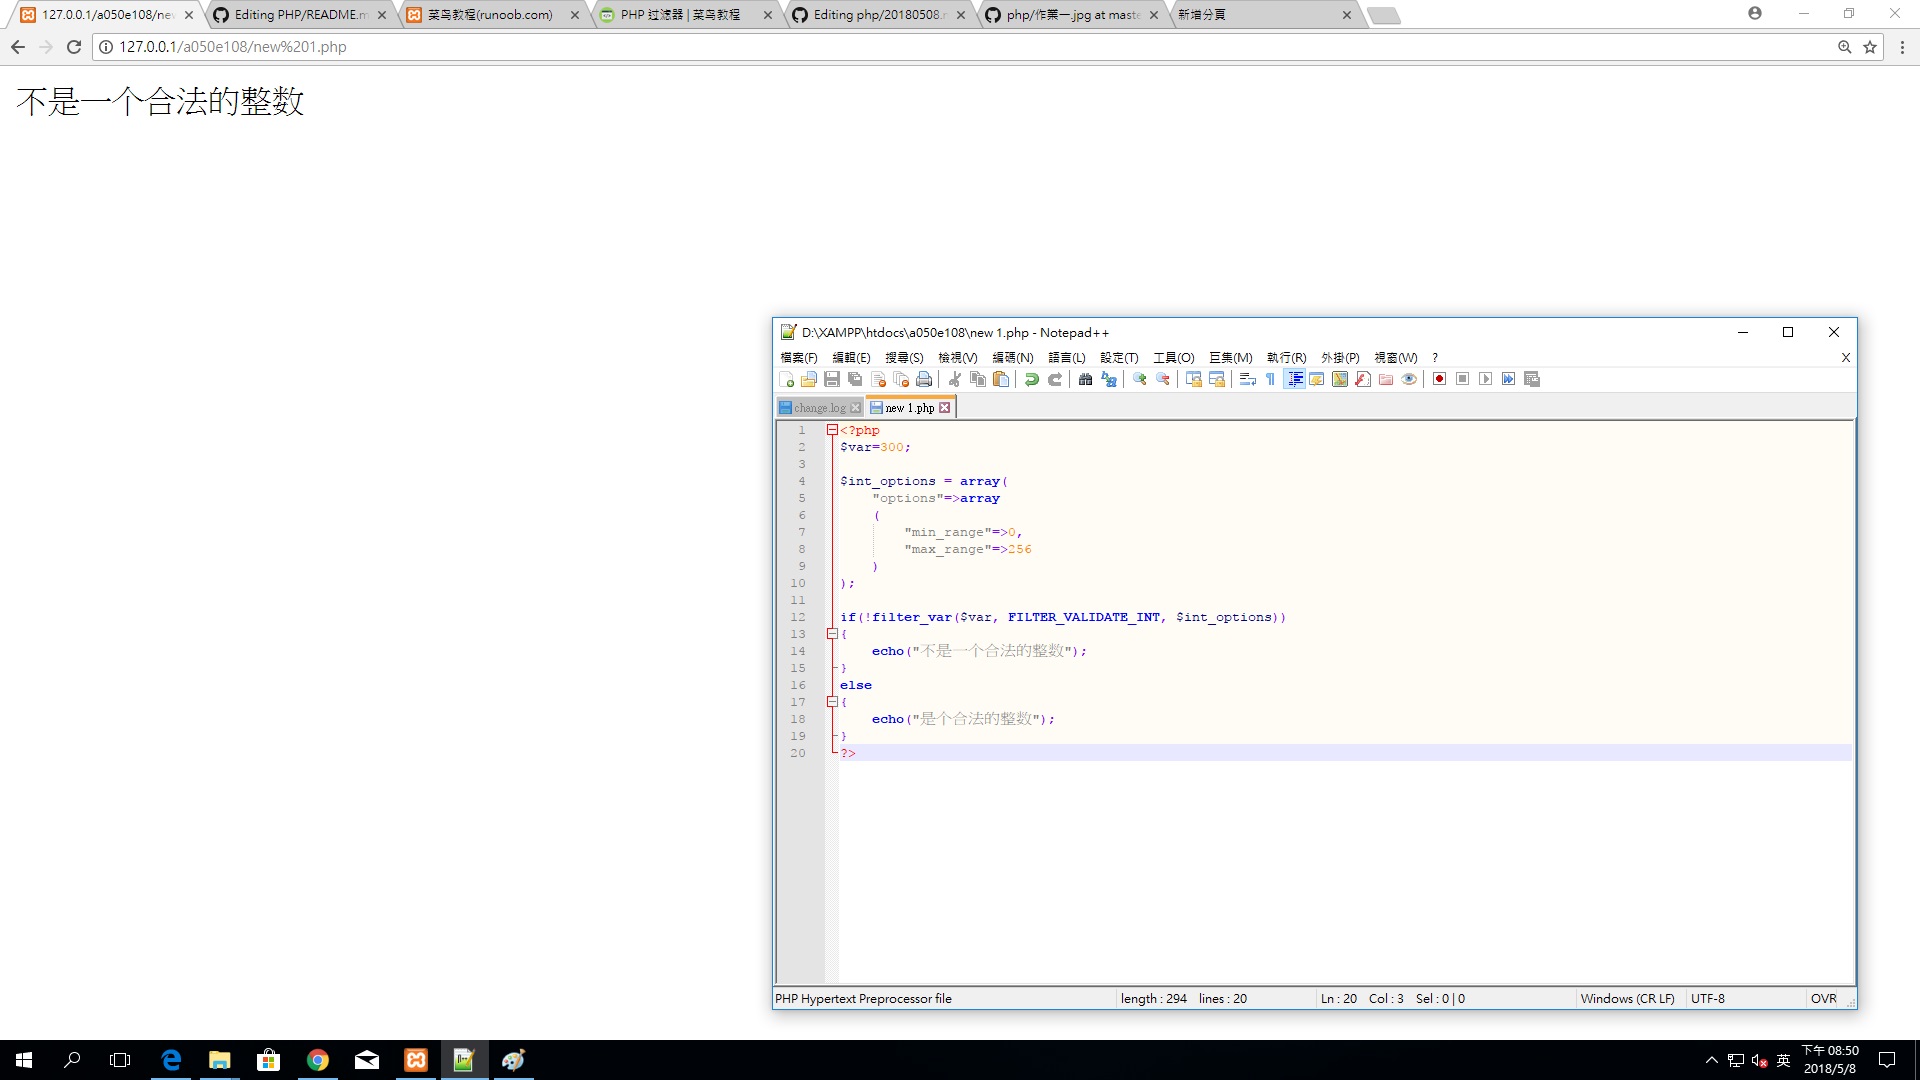 127.0.0.1/a050e108/nev
Editing PHP/README.m
菜鸟教程(runoob.com)
PHP 过滤器 | 菜鸟教程
Editing php/20180508.r
php/作業一.jpg at maste
新增分頁
127.0.0.1/a050e108/new%201.php
不是一个合法的整数
D:\XAMPP\htdocs\a050e108\new 1.php - Notepad++
檔案(F) 編輯(E) 搜尋(S) 檢視(V) 編碼(N) 語言(L) 設定(T) 工具(O) 巨集(M) 執行(R) 外掛(P) 視窗(W) ? X
change.log new 1.php
1 <?php
2 $var=300;
3
4 $int_options = array(
5 "options"=>array
6 (
7 "min_range"=>0,
8 "max_range"=>256
9 )
10 );
11
12 if(!filter_var($var, FILTER_VALIDATE_INT, $int_options))
13 {
14 echo("不是一个合法的整数");
15 }
16 else
17 {
18 echo("是个合法的整数");
19 }
20 ?>
PHP Hypertext Preprocessor file length : 294 lines : 20 Ln : 20 Col : 3 Sel : 0 | 0 Windows (CR LF) UTF-8 OVR
英
下午 08:50
2018/5/8